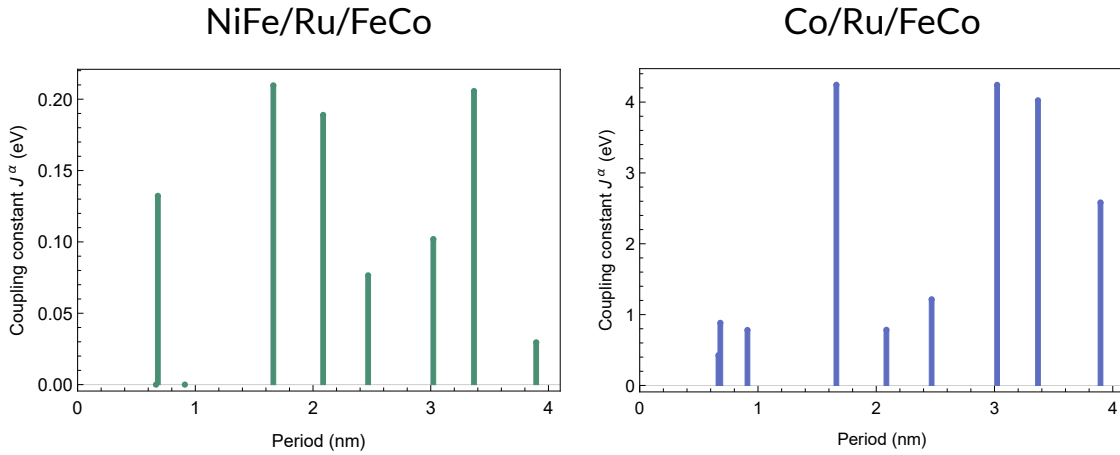 NiFe/Ru/FeCo
Coupling constant J^α (eV)
0.20
0.15
0.10
0.05
0.00
0 1 2 3 4
Period (nm)
Co/Ru/FeCo
Coupling constant J^α (eV)
4
3
2
1
0
0 1 2 3 4
Period (nm)